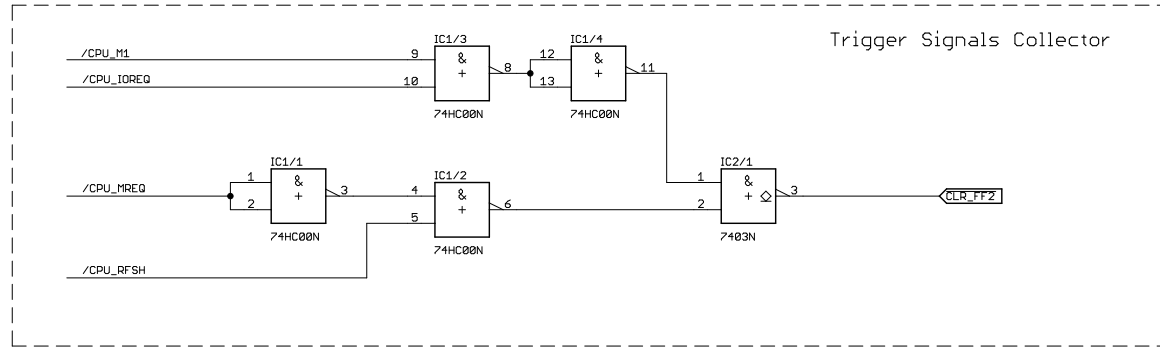 Trigger Signals Collector
IC1/3
IC1/4
/CPU_M1
9
&
+
8
12
&
+
11
/CPU_IOREQ
10
13
74HC00N
74HC00N
IC1/1
IC1/2
IC2/1
1
&
+
3
4
&
+
6
1
&
+
3
/CPU_MREQ
2
5
2
CLR_FF2
74HC00N
74HC00N
7403N
/CPU_RFSH